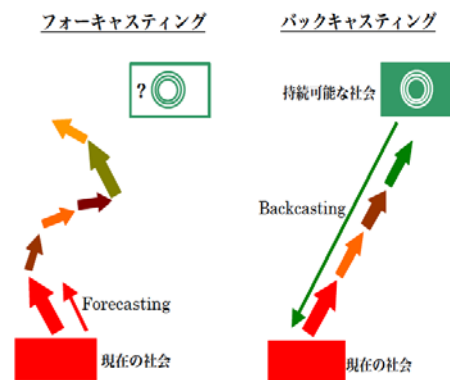 フォーキャスティング
?
Forecasting
現在の社会
バックキャスティング
持続可能な社会
Backcasting
現在の社会